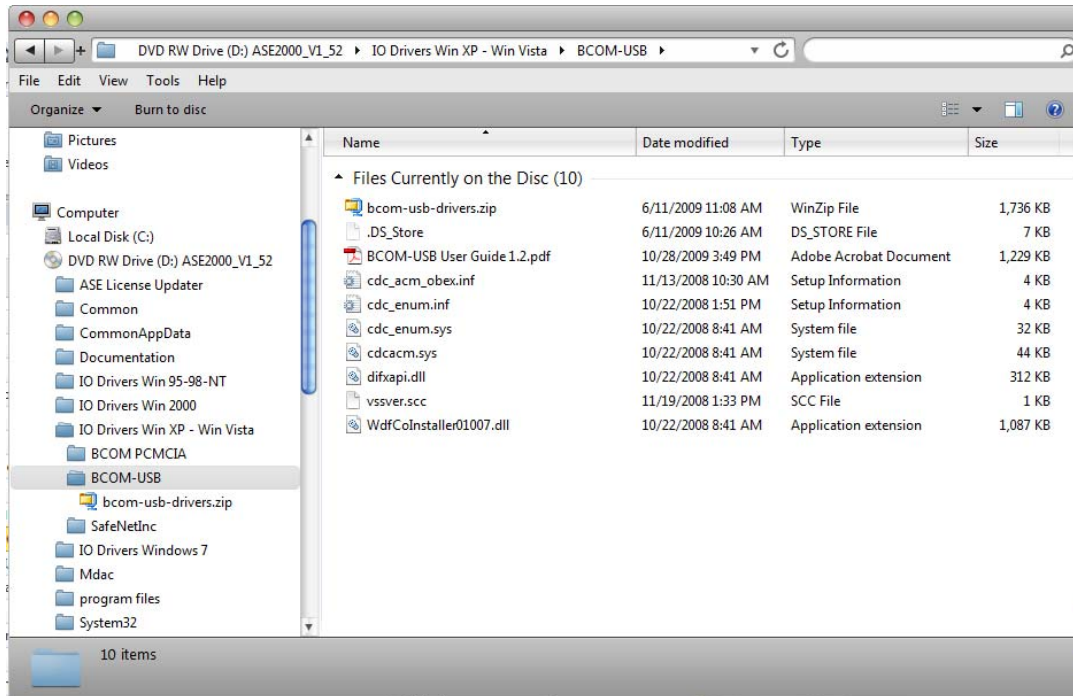 DVD RW Drive (D:) ASE2000_V1_52 IO Drivers Win XP - Win Vista BCOM-USB
File Edit View Tools Help
Organize Burn to disc
Pictures
Videos
Computer
Local Disk (C:)
DVD RW Drive (D:) ASE2000_V1_52
ASE License Updater
Common
CommonAppData
Documentation
IO Drivers Win 95-98-NT
IO Drivers Win 2000
IO Drivers Win XP - Win Vista
BCOM PCMCIA
BCOM-USB
bcom-usb-drivers.zip
SafeNetInc
IO Drivers Windows 7
Mdac
program files
System32
Name Date modified Type Size
Files Currently on the Disc (10)
bcom-usb-drivers.zip 6/11/2009 11:08 AM WinZip File 1,736 KB
.DS_Store 6/11/2009 10:26 AM DS_STORE File 7 KB
BCOM-USB User Guide 1.2.pdf 10/28/2009 3:49 PM Adobe Acrobat Document 1,229 KB
cdc_acm_obex.inf 11/13/2008 10:30 AM Setup Information 4 KB
cdc_enum.inf 10/22/2008 1:51 PM Setup Information 4 KB
cdc_enum.sys 10/22/2008 8:41 AM System file 32 KB
cdcacm.sys 10/22/2008 8:41 AM System file 44 KB
difxapi.dll 10/22/2008 8:41 AM Application extension 312 KB
vssver.scc 11/19/2008 1:33 PM SCC File 1 KB
WdfCoInstaller01007.dll 10/22/2008 8:41 AM Application extension 1,087 KB
10 items